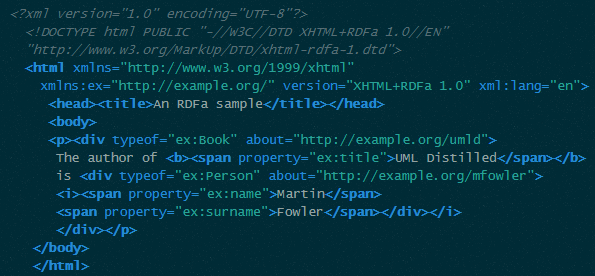 <?xml version="1.0" encoding="UTF-8"?>
<!DOCTYPE html PUBLIC "-//W3C//DTD XHTML+RDFa 1.0//EN"
"http://www.w3.org/MarkUp/DTD/xhtml-rdfa-1.dtd">
<html xmlns="http://www.w3.org/1999/xhtml"
xmlns:ex="http://example.org/" version="XHTML+RDFa 1.0" xml:lang="en">
<head><title>An RDFa sample</title></head>
<body>
<p><div typeof="ex:Book" about="http://example.org/umld">
The author of <b><span property="ex:title">UML Distilled</span></b>
is <div typeof="ex:Person" about="http://example.org/mfowler">
<i><span property="ex:name">Martin</span>
<span property="ex:surname">Fowler</span></div></i>
</div></p>
</body>
</html>